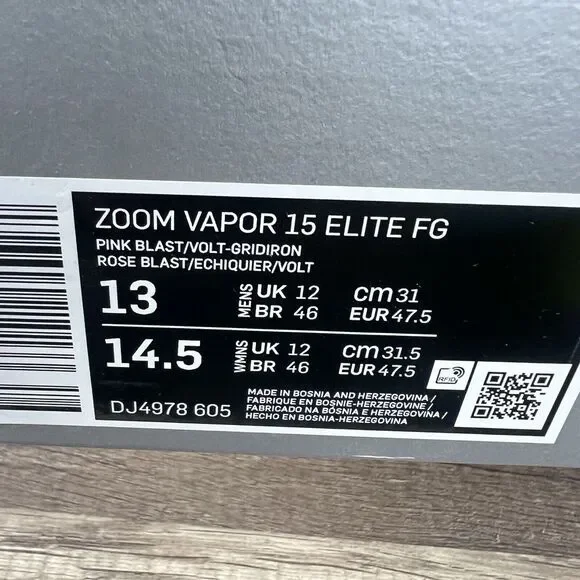 ZOOM VAPOR 15 ELITE FG
PINK BLAST/VOLT-GRIDIRON
ROSE BLAST/ECHIQUIER/VOLT
13 MENS UK 12 cm 31
BR 46 EUR 47.5
14.5 WMNS UK 12 cm 31.5
BR 46 EUR 47.5
RFID
DJ4978 605
MADE IN BOSNIA AND HERZEGOVINA /
FABRIQUE EN BOSNIE-HERZEGOVINE /
FABRICADO NA BÓSNIA E HERZEGOVINA /
HECHO EN BOSNIA-HERZEGOVINA